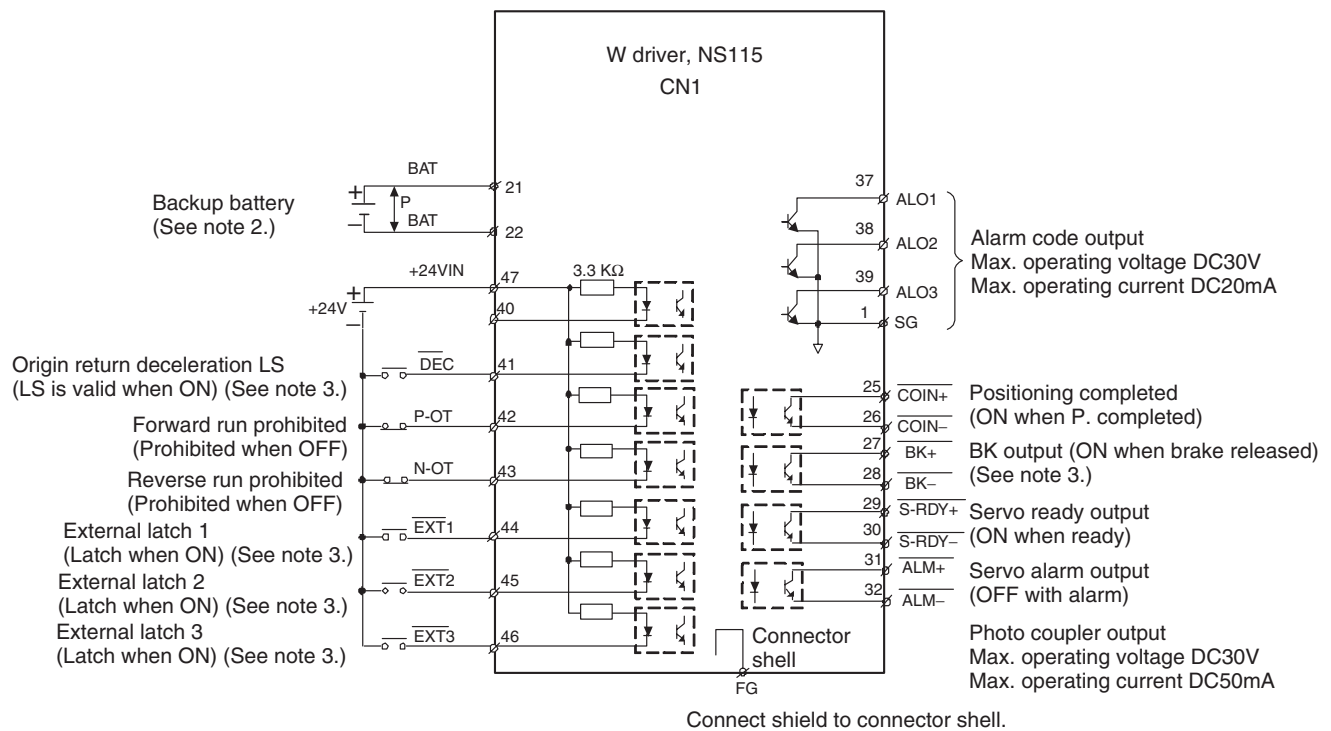 W driver, NS115
CN1
BAT
21
Backup battery
(See note 2.)
+
P
−
BAT
22
+24VIN
47
3.3 KΩ
+
+24V
−
40
Origin return deceleration LS
(LS is valid when ON) (See note 3.)
DEC
41
Forward run prohibited
(Prohibited when OFF)
P-OT
42
Reverse run prohibited
(Prohibited when OFF)
N-OT
43
External latch 1
(Latch when ON) (See note 3.)
EXT1
44
External latch 2
(Latch when ON) (See note 3.)
EXT2
45
External latch 3
(Latch when ON) (See note 3.)
EXT3
46
37
ALO1
38
ALO2
39
ALO3
1
SG
Alarm code output
Max. operating voltage DC30V
Max. operating current DC20mA
25
COIN+
26
COIN−
Positioning completed
(ON when P. completed)
27
BK+
28
BK−
BK output (ON when brake released)
(See note 3.)
29
S-RDY+
30
S-RDY−
Servo ready output
(ON when ready)
31
ALM+
32
ALM−
Servo alarm output
(OFF with alarm)
Photo coupler output
Max. operating voltage DC30V
Max. operating current DC50mA
Connector
shell
FG
Connect shield to connector shell.